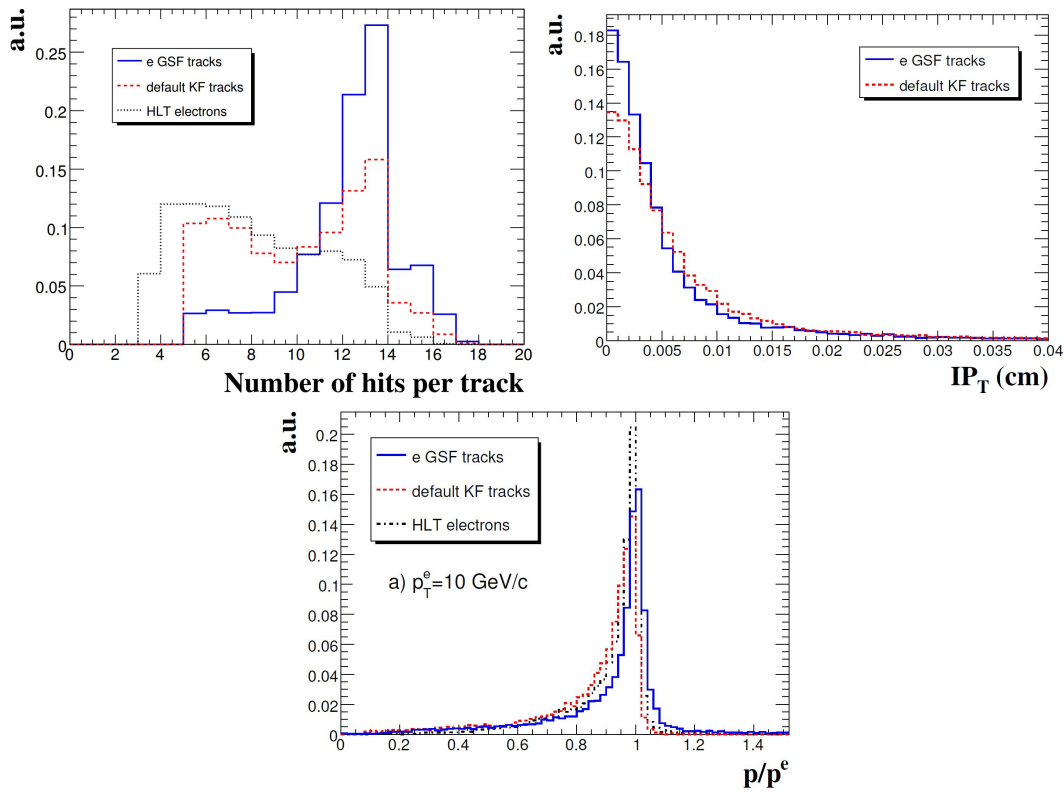 a.u.
0.25
0.2
0.15
0.1
0.05
0
e GSF tracks
default KF tracks
HLT electrons
0 2 4 6 8 10 12 14 16 18 20
Number of hits per track
a.u.
0.18
0.16
0.14
0.12
0.1
0.08
0.06
0.04
0.02
0
e GSF tracks
default KF tracks
0 0.005 0.01 0.015 0.02 0.025 0.03 0.035 0.04
IP_T (cm)
a.u.
0.2
0.18
0.16
0.14
0.12
0.1
0.08
0.06
0.04
0.02
0
e GSF tracks
default KF tracks
HLT electrons
a) p_T^e=10 GeV/c
0 0.2 0.4 0.6 0.8 1 1.2 1.4
p/p^e